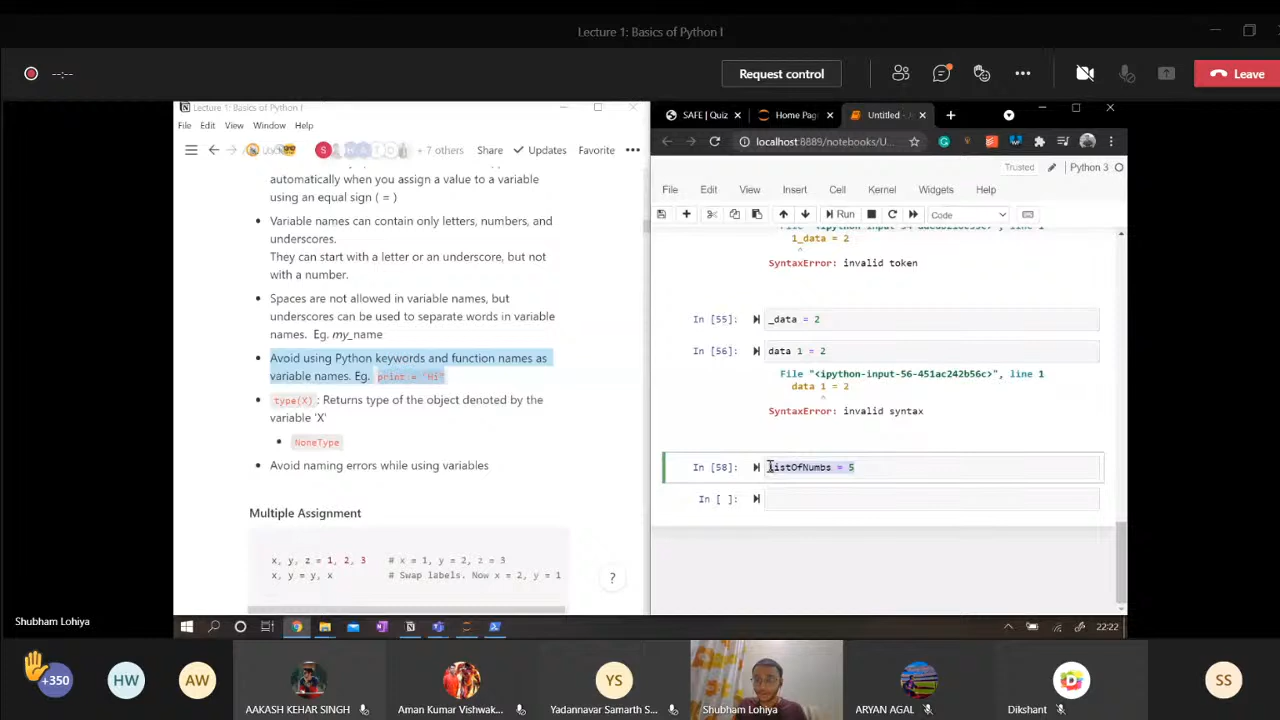 Lecture 1: Basics of Python I
--:--
Request control
Leave
Lecture 1: Basics of Python I
File Edit View Window Help
S
+ 7 others
Share
Updates
Favorite
automatically when you assign a value to a variable
using an equal sign ( = )
Variable names can contain only letters, numbers, and
underscores.
They can start with a letter or an underscore, but not
with a number.
Spaces are not allowed in variable names, but
underscores can be used to separate words in variable
names. Eg. my_name
Avoid using Python keywords and function names as
variable names. Eg. print = "Hi"
type(X) : Returns type of the object denoted by the
variable 'X'
NoneType
Avoid naming errors while using variables
Multiple Assignment
x, y, z = 1, 2, 3 # x = 1, y = 2, z = 3
x, y = y, x # Swap labels. Now x = 2, y = 1
?
SAFE | Quiz
Home Page
Untitled -
localhost:8889/notebooks/U...
Trusted
Python 3
File Edit View Insert Cell Kernel Widgets Help
Run
Code
1_data = 2
^
SyntaxError: invalid token
In [55]: _data = 2
In [56]: data 1 = 2
File "<ipython-input-56-451ac242b56c>", line 1
data 1 = 2
^
SyntaxError: invalid syntax
In [58]: listOfNumbs = 5
In [ ]:
22:22
Shubham Lohiya
+350
HW
AW
AAKASH KEHAR SINGH
Aman Kumar Vishwak...
YS
Yadannavar Samarth S...
Shubham Lohiya
ARYAN AGAL
Dikshant
SS